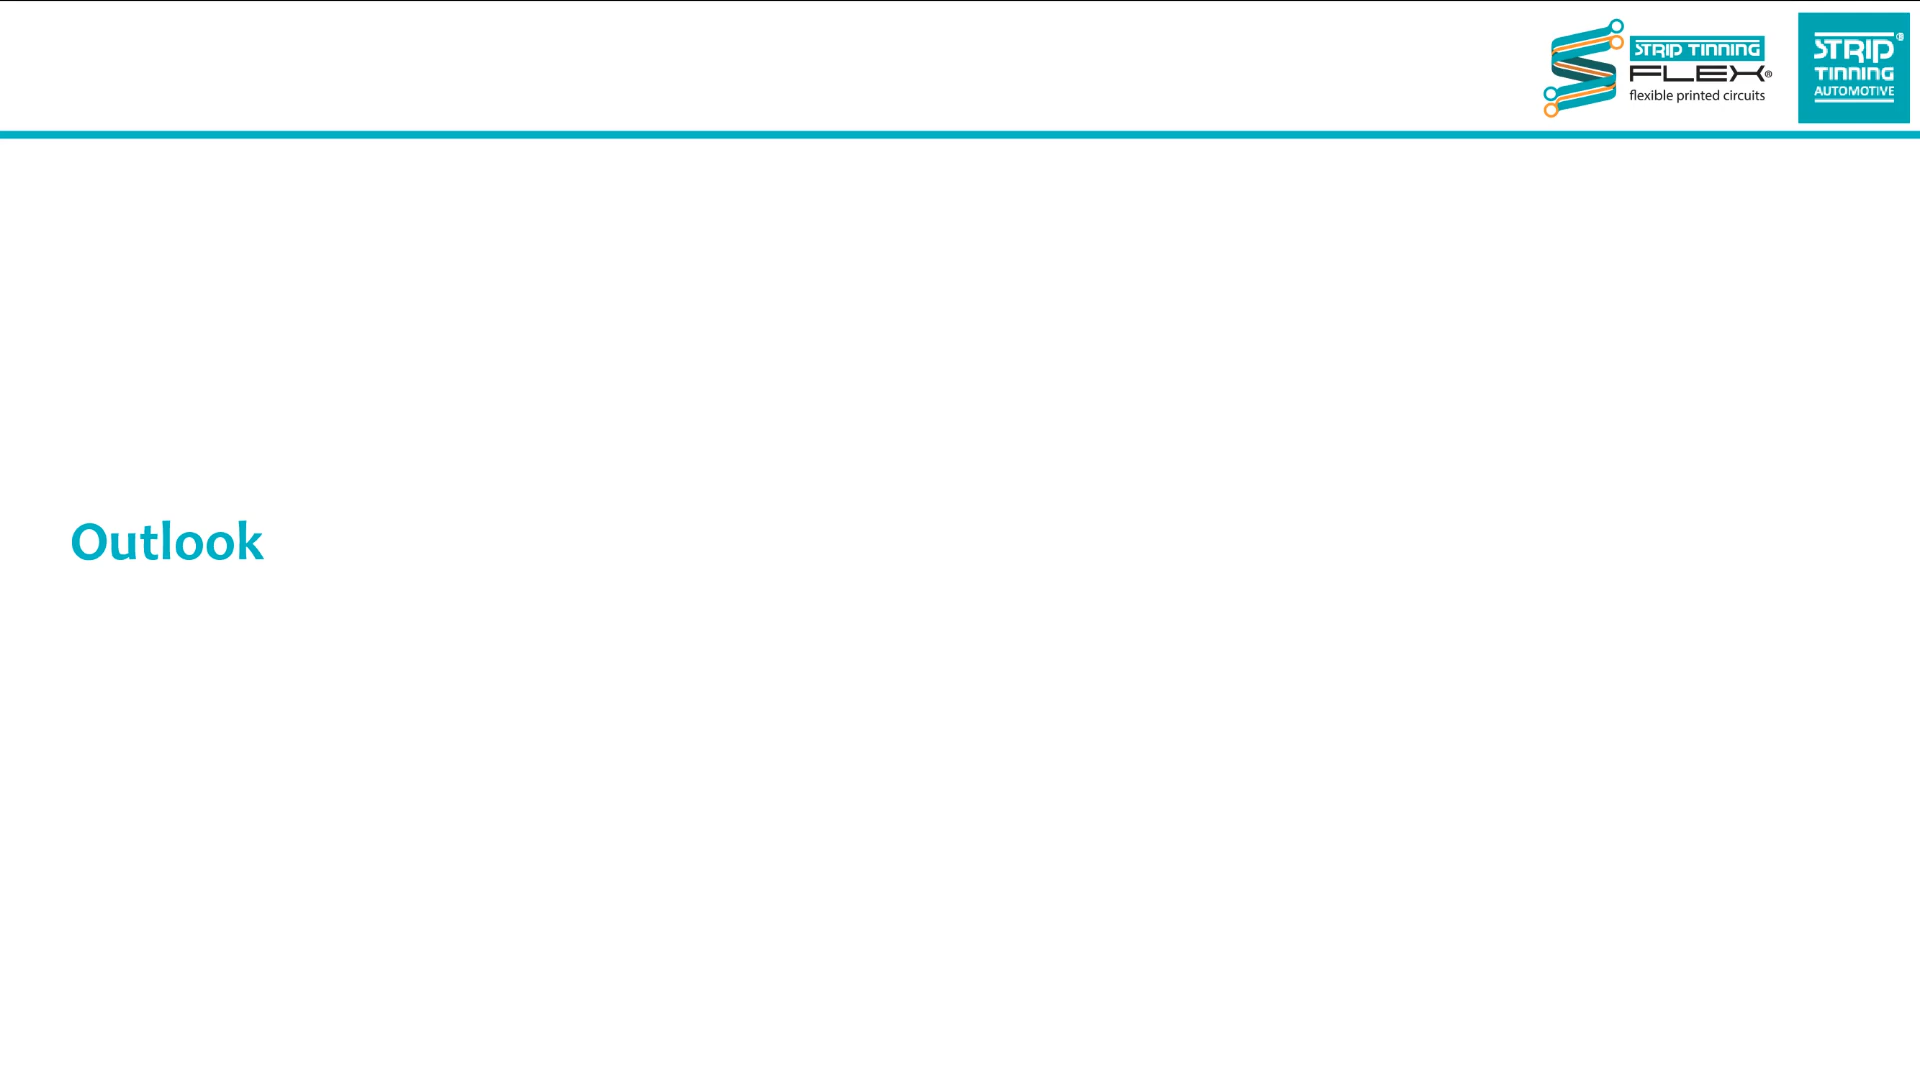 STRIP TINNING
FLEX®
flexible printed circuits
STRIP®
TINNING
AUTOMOTIVE
Outlook